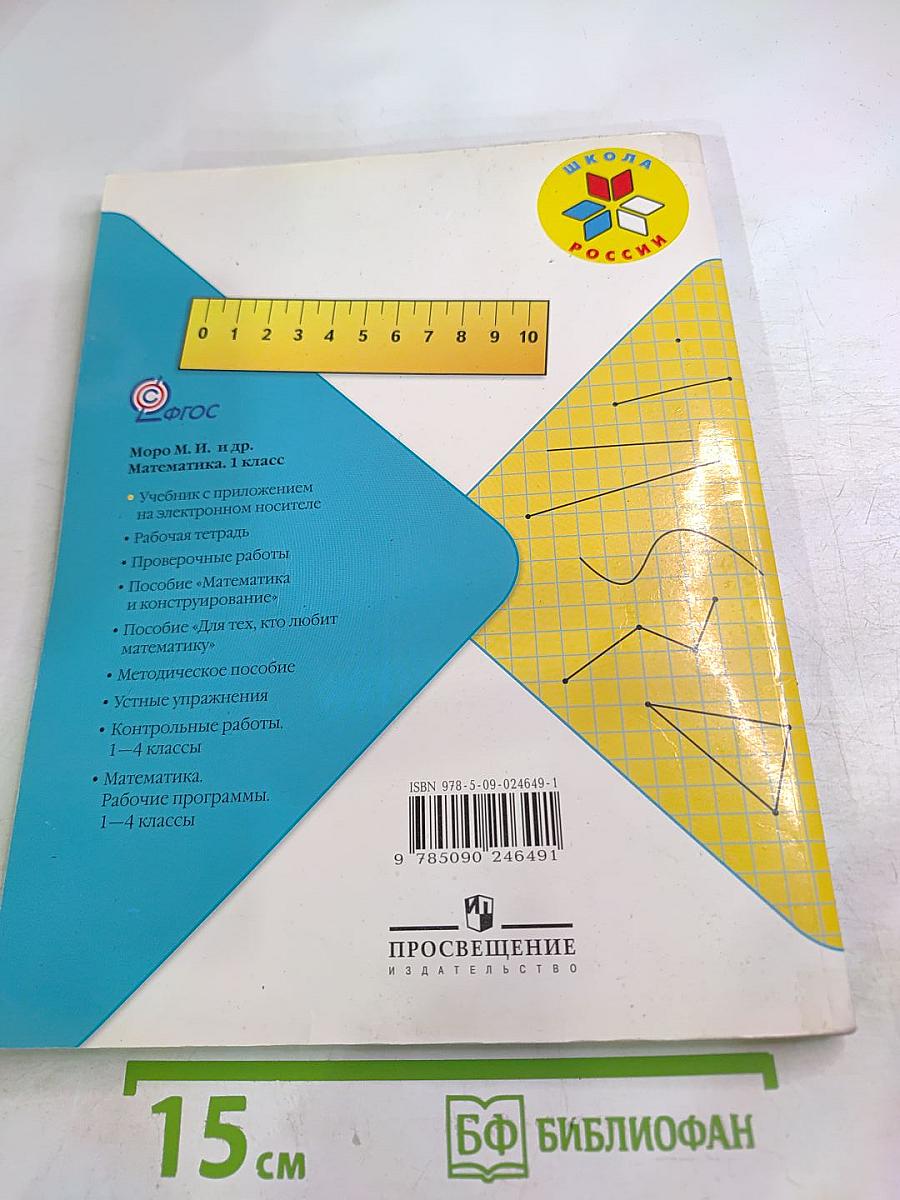 ШКОЛА
РОССИИ
0 1 2 3 4 5 6 7 8 9 10
ФГОС
Моро М. И. и др.
Математика. 1 класс
• Учебник с приложением
на электронном носителе
• Рабочая тетрадь
• Проверочные работы
• Пособие «Математика
и конструирование»
• Пособие «Для тех, кто любит
математику»
• Методическое пособие
• Устные упражнения
• Контрольные работы.
1—4 классы
• Математика.
Рабочие программы.
1—4 классы
ISBN 978-5-09-024649-1
9 785090 246491
ИП
ПРОСВЕЩЕНИЕ
ИЗДАТЕЛЬСТВО
15 см
БФ БИБЛИОФАН